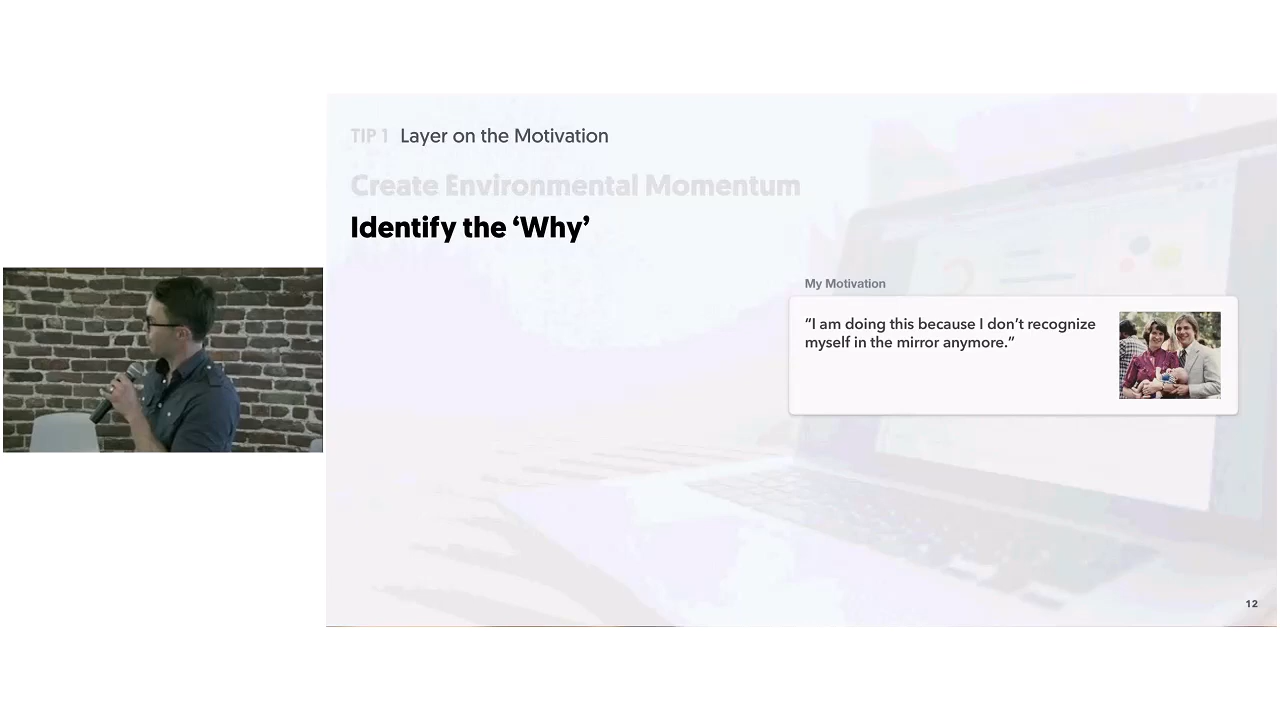 TIP 1 Layer on the Motivation
Create Environmental Momentum
Identify the ‘Why’
My Motivation
“I am doing this because I don’t recognize
myself in the mirror anymore.”
12